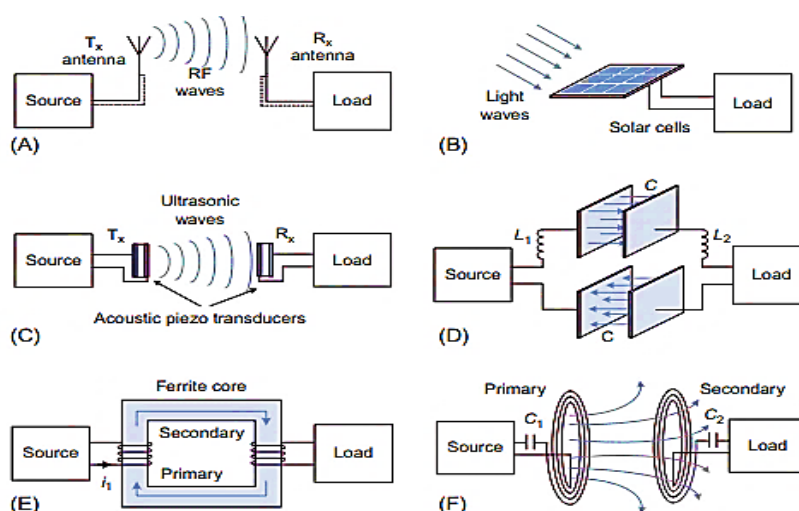 Tx
antenna
Rx
antenna
RF
waves
Source
Load
(A)
Light
waves
Solar cells
Load
(B)
Ultrasonic
waves
Tx
Rx
Source
Load
Acoustic piezo transducers
(C)
C
L1
L2
Source
Load
C
(D)
Ferrite core
Source
Secondary
Primary
Load
i1
(E)
Primary
Secondary
C1
C2
Source
Load
(F)